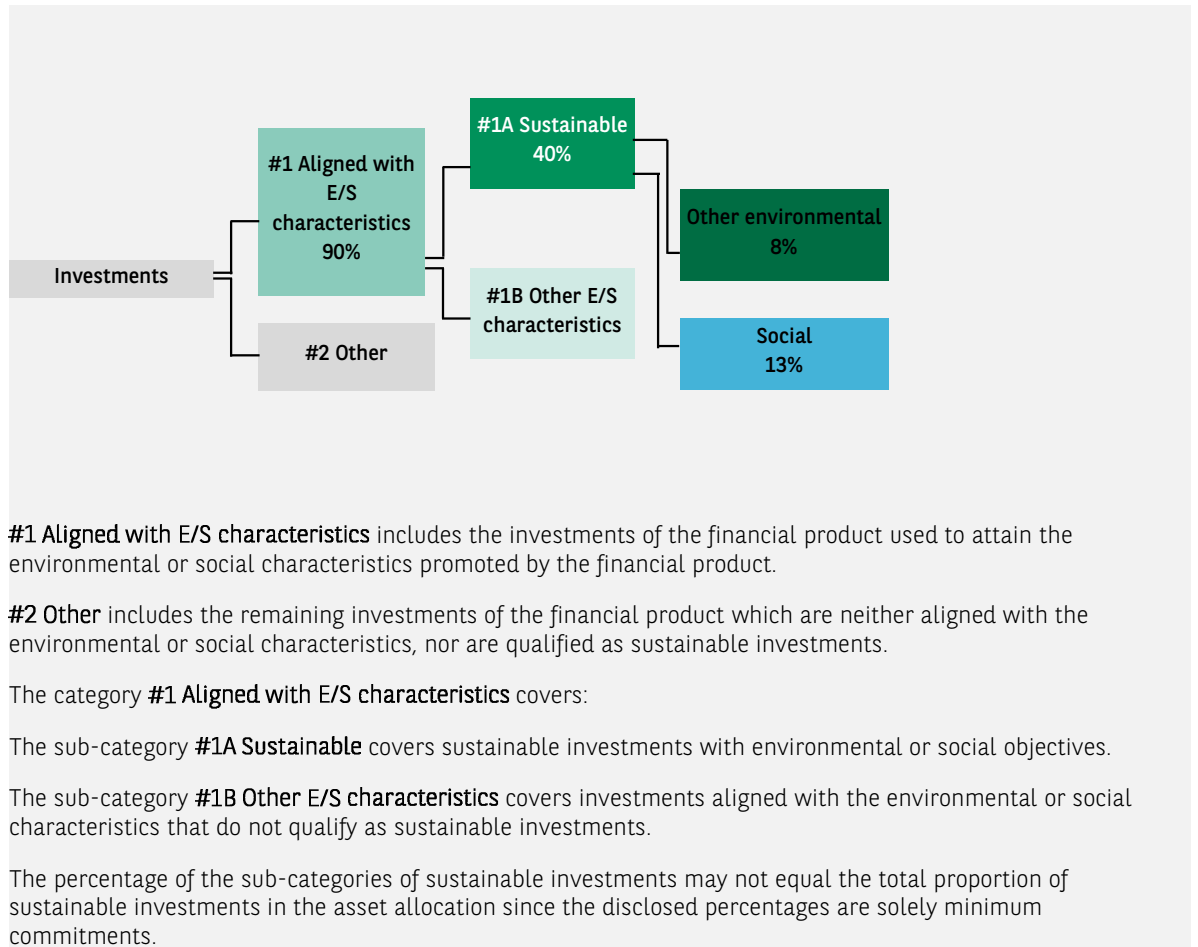 #1A Sustainable
40%
#1 Aligned with
E/S
characteristics
90%
Other environmental
8%
Investments
#1B Other E/S
characteristics
#2 Other
Social
13%
#1 Aligned with E/S characteristics includes the investments of the financial product used to attain the
environmental or social characteristics promoted by the financial product.
#2 Other includes the remaining investments of the financial product which are neither aligned with the
environmental or social characteristics, nor are qualified as sustainable investments.
The category #1 Aligned with E/S characteristics covers:
The sub-category #1A Sustainable covers sustainable investments with environmental or social objectives.
The sub-category #1B Other E/S characteristics covers investments aligned with the environmental or social
characteristics that do not qualify as sustainable investments.
The percentage of the sub-categories of sustainable investments may not equal the total proportion of
sustainable investments in the asset allocation since the disclosed percentages are solely minimum
commitments.